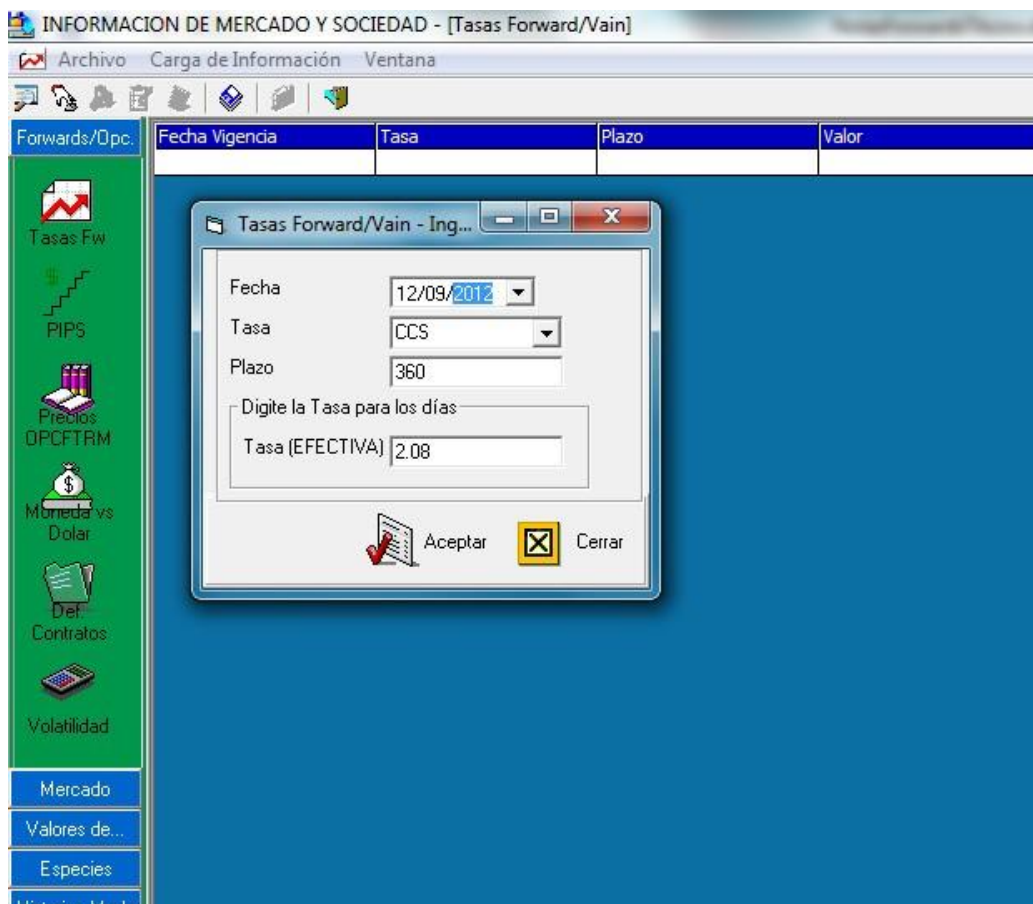 INFORMACION DE MERCADO Y SOCIEDAD - [Tasas Forward/Vain]
Archivo Carga de Información Ventana
Forwards/Opc.
Fecha Vigencia Tasa Plazo Valor
Tasas Fw
PIPS
Precios
OPCFTRM
Moneda vs
Dolar
Def.
Contratos
Volatilidad
Mercado
Valores de...
Especies
Tasas Forward/Vain - Ing...
Fecha 12/09/2012
Tasa CCS
Plazo 360
Digite la Tasa para los días
Tasa (EFECTIVA) 2.08
Aceptar Cerrar